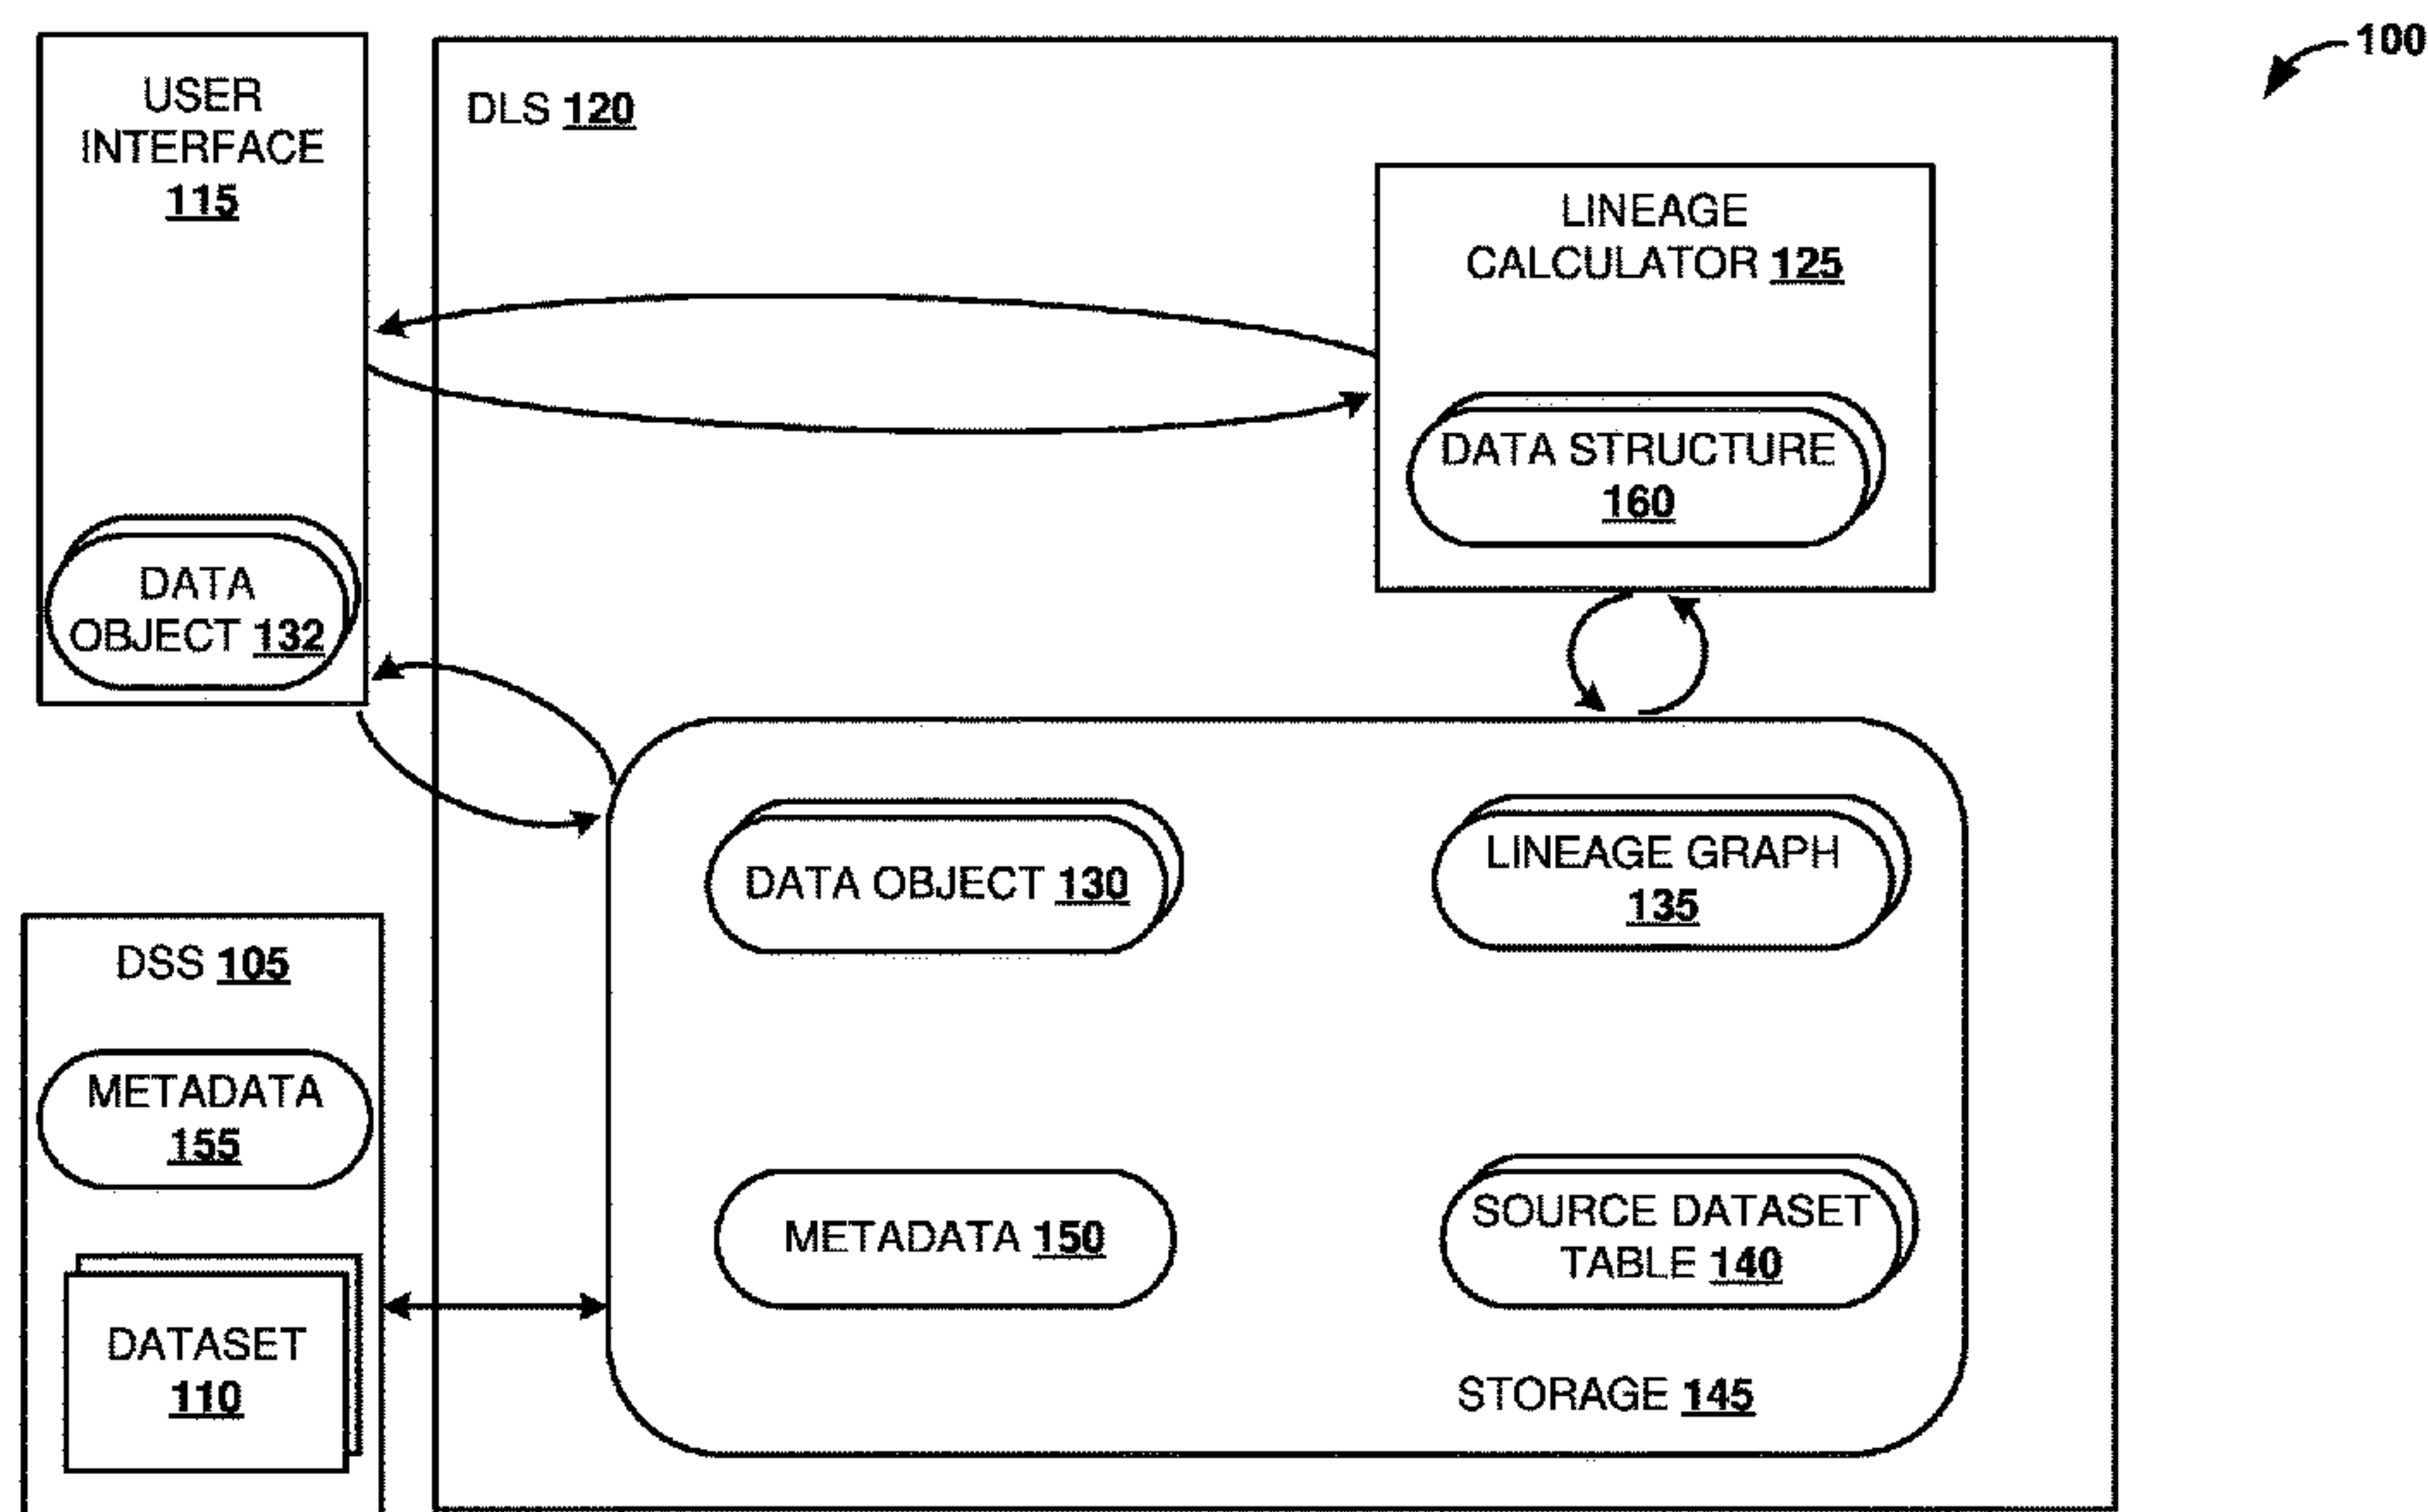 100
USER
INTERFACE
115
DATA
OBJECT 132
DLS 120
LINEAGE
CALCULATOR 125
DATA STRUCTURE
160
DATA OBJECT 130
LINEAGE GRAPH
135
METADATA 150
SOURCE DATASET
TABLE 140
STORAGE 145
DSS 105
METADATA
155
DATASET
110